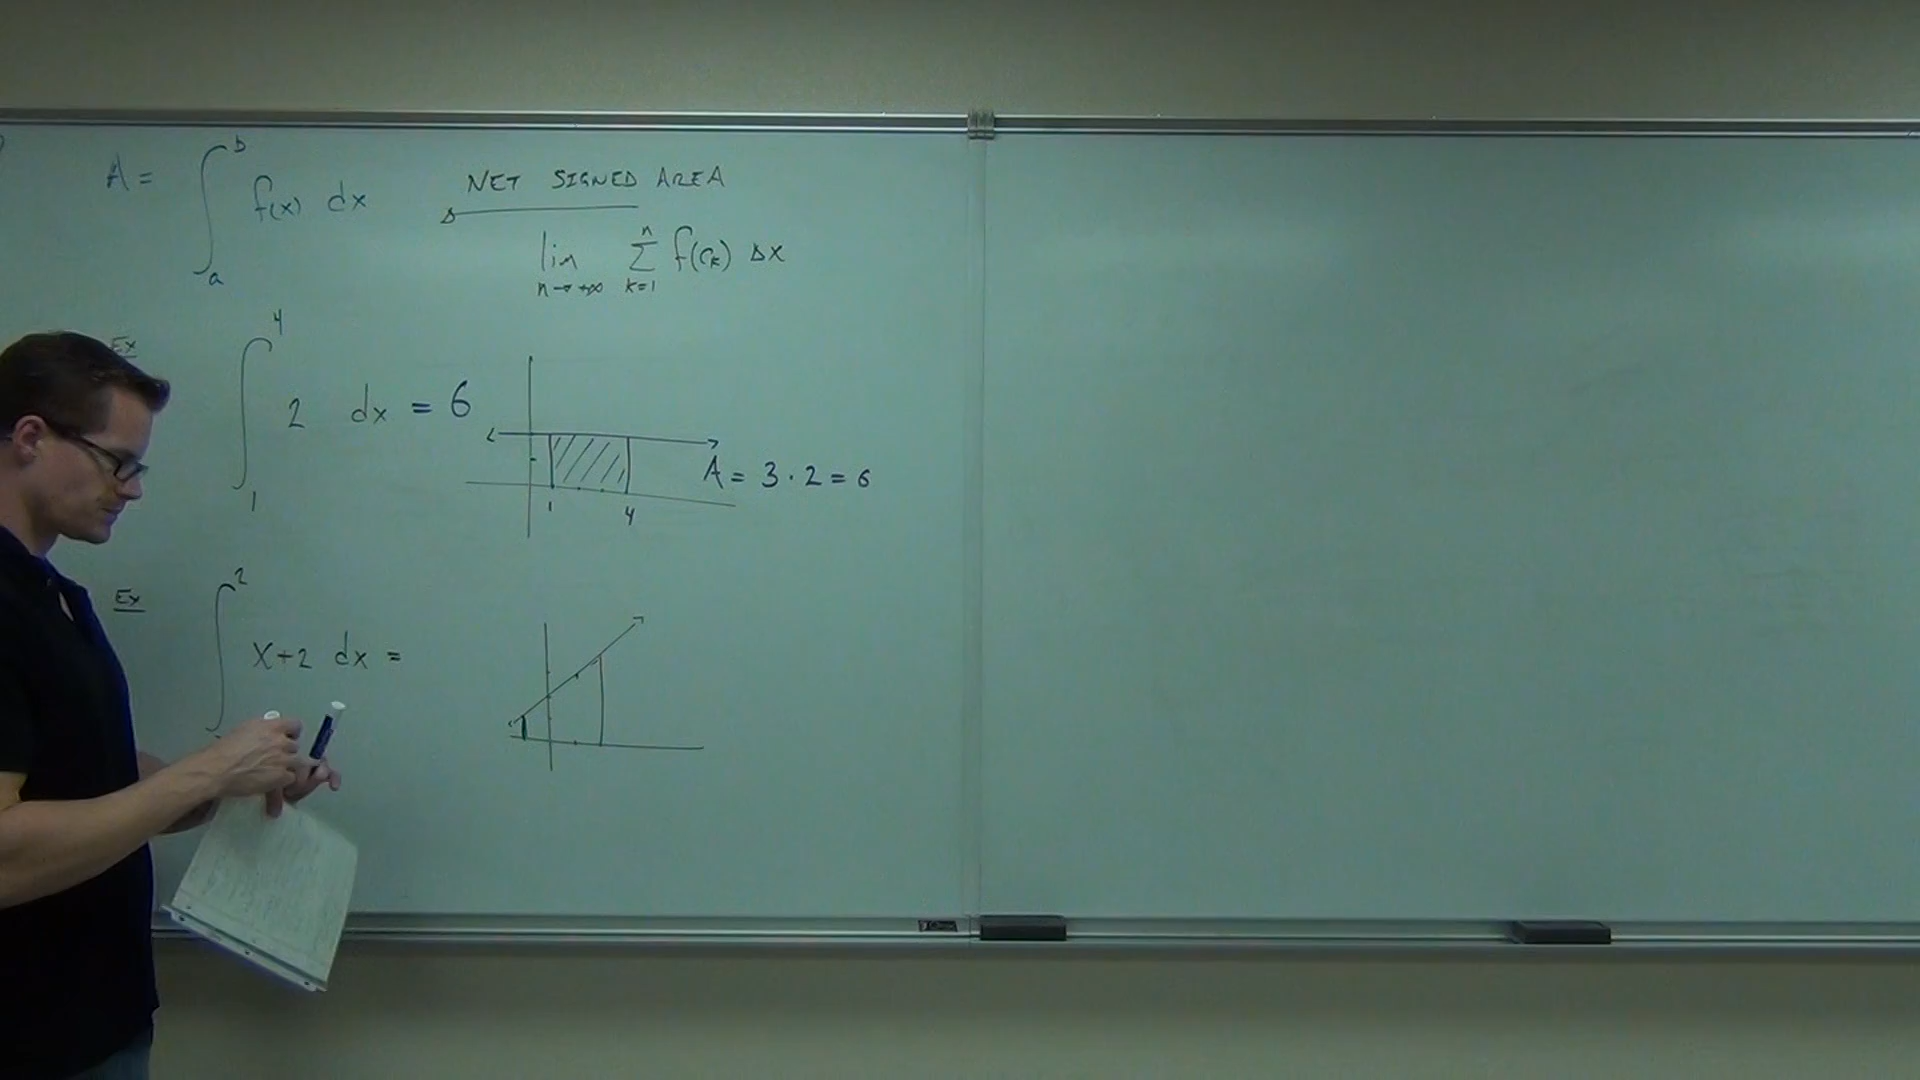 A = ∫_a^b f(x) dx NET SIGNED AREA
lim_{n→+∞} Σ_{k=1}^n f(c_k) Δx
Ex
∫_1^4 2 dx = 6
A = 3 · 2 = 6
1 4
Ex
∫^2 x+2 dx =